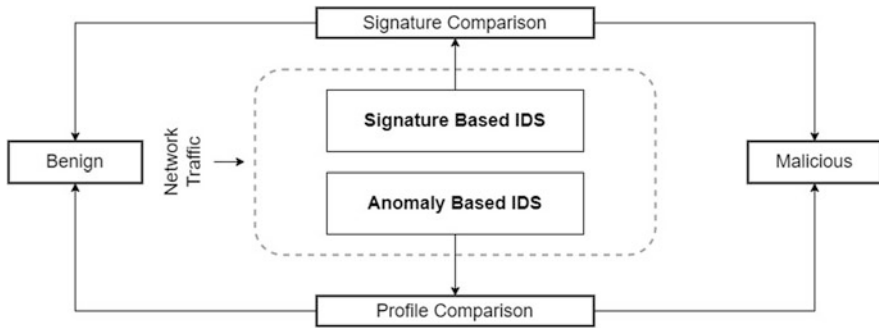 Signature Comparison
Signature Based IDS
Benign
Network
Traffic
Malicious
Anomaly Based IDS
Profile Comparison